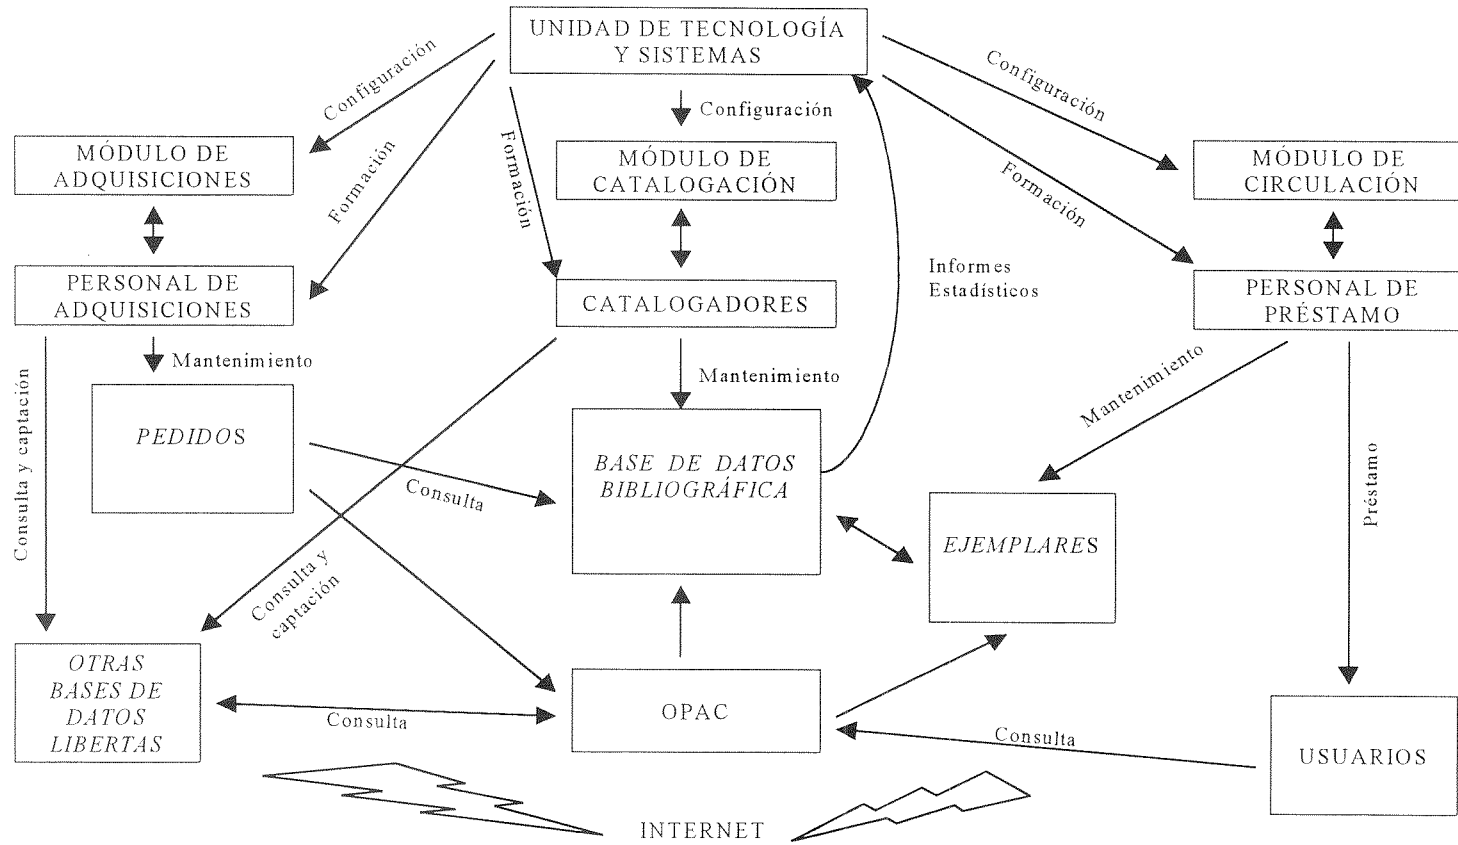 UNIDAD DE TECNOLOGÍA
Y SISTEMAS
Configuración
Formación
Formación
Configuración
Configuración
Formación
MÓDULO DE
ADQUISICIONES
MÓDULO DE
CATALOGACIÓN
MÓDULO DE
CIRCULACIÓN
PERSONAL DE
ADQUISICIONES
CATALOGADORES
Informes
Estadísticos
PERSONAL DE
PRÉSTAMO
Mantenimiento
Mantenimiento
Mantenimiento
Consulta y captación
PEDIDOS
Consulta
BASE DE DATOS
BIBLIOGRÁFICA
EJEMPLARES
Préstamo
Consulta y
captación
OTRAS
BASES DE
DATOS
LIBERTAS
Consulta
OPAC
Consulta
USUARIOS
INTERNET